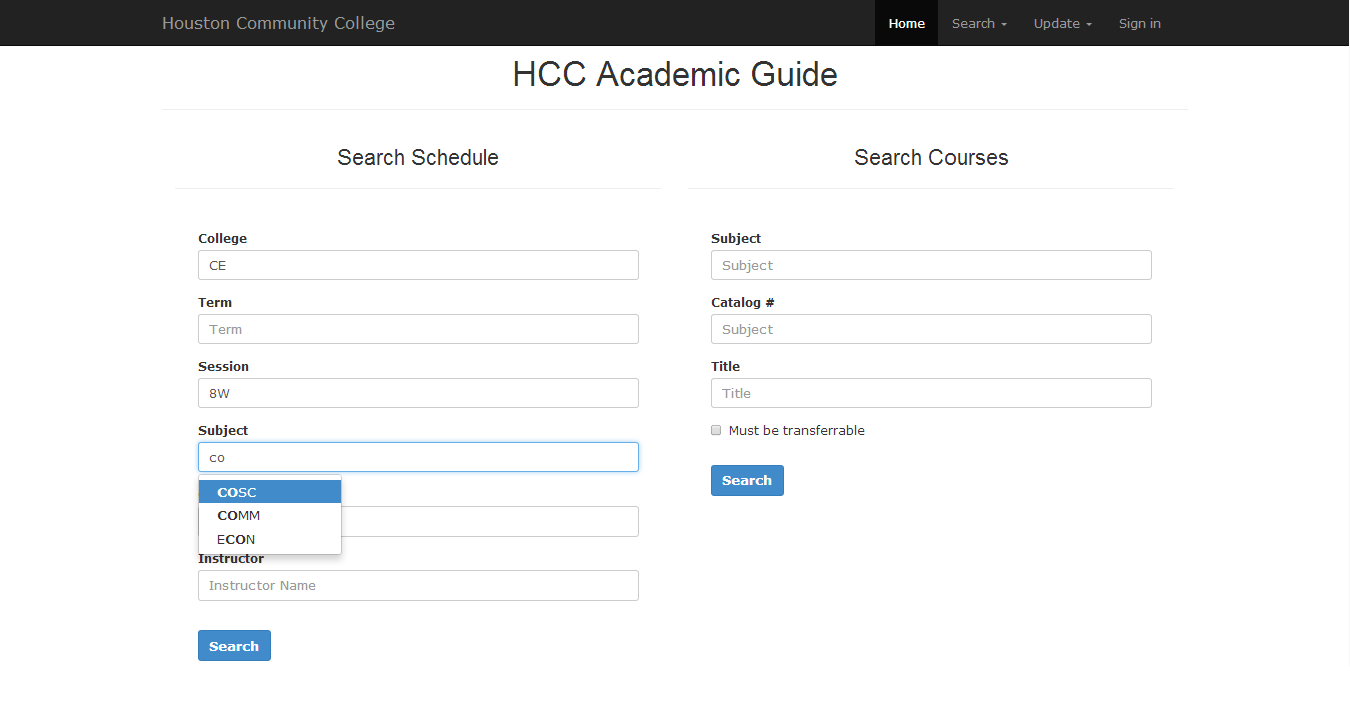 Houston Community College Home Search Update Sign in
HCC Academic Guide
Search Schedule
College
CE
Term
Term
Session
8W
Subject
co
COSC
COMM
ECON
Instructor
Instructor Name
Search
Search Courses
Subject
Subject
Catalog #
Subject
Title
Title
Must be transferrable
Search